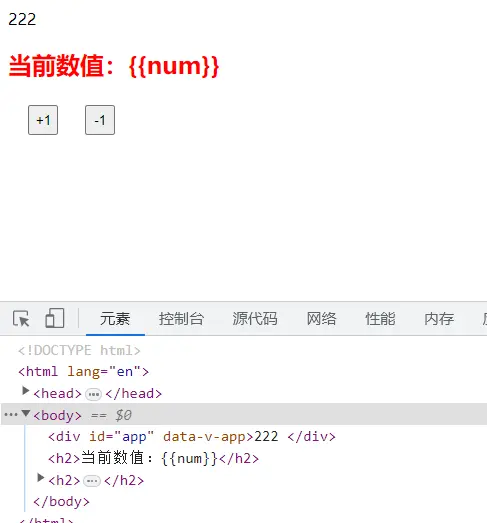 222
当前数值：{{num}}
+1 -1
元素 控制台 源代码 网络 性能 内存
<!DOCTYPE html>
<html lang="en">
<head>…</head>
…<body> == $0
<div id="app" data-v-app>222 </div>
<h2>当前数值：{{num}}</h2>
<h2>…</h2>
</body>
</html>